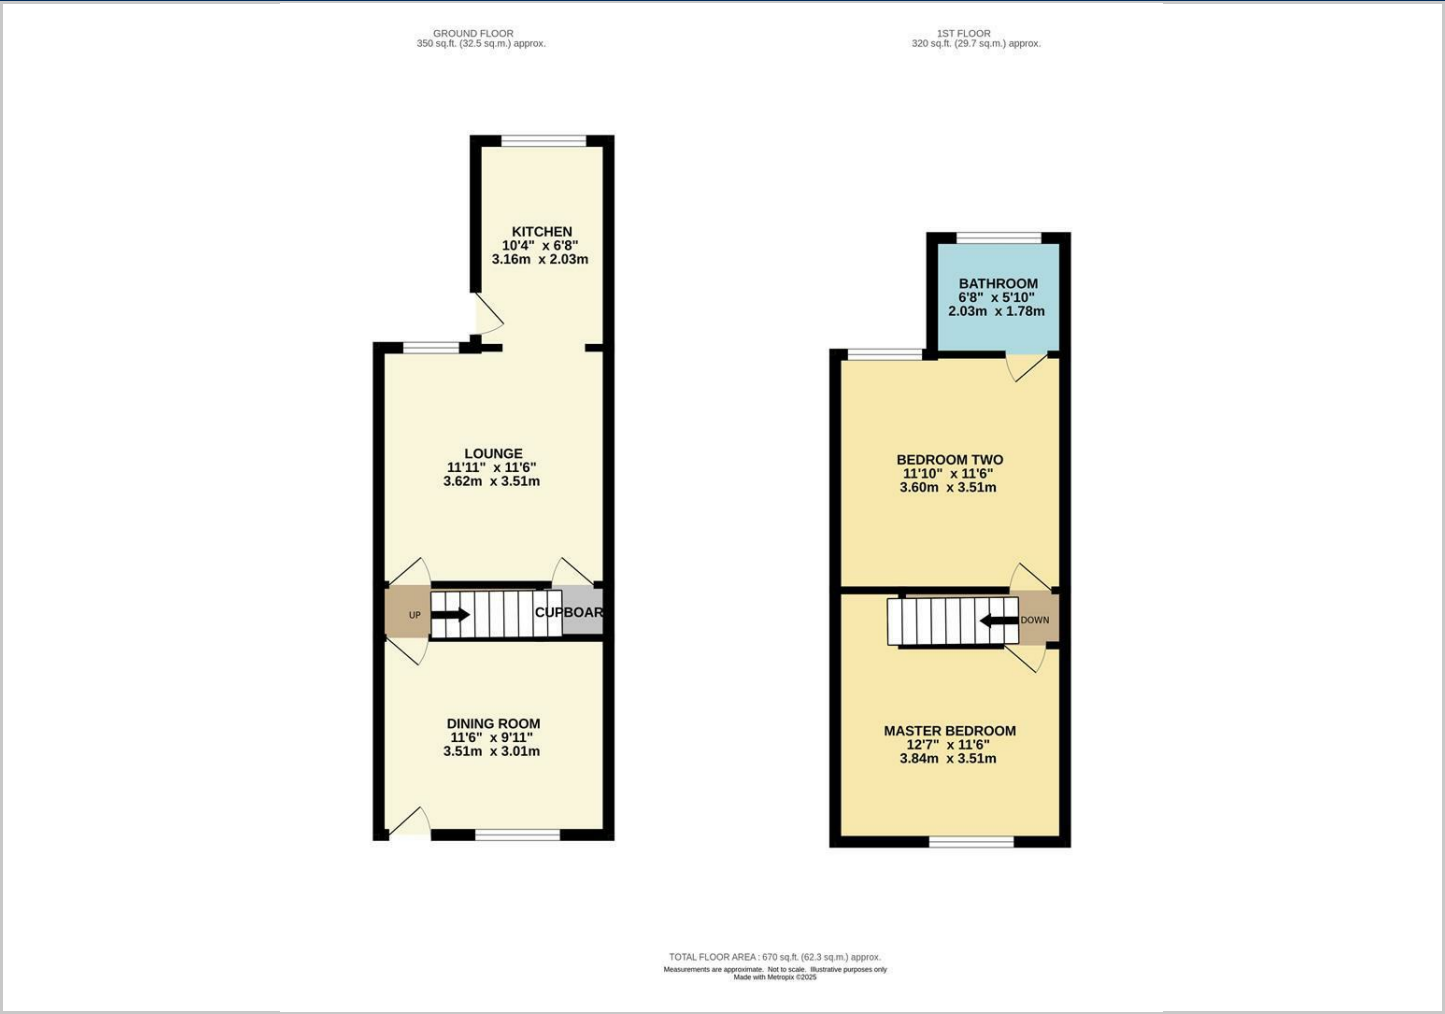 GROUND FLOOR
350 sq.ft. (32.5 sq.m.) approx.
1ST FLOOR
320 sq.ft. (29.7 sq.m.) approx.
KITCHEN
10'4" x 6'8"
3.16m x 2.03m
LOUNGE
11'11" x 11'6"
3.62m x 3.51m
UP
CUPBOAR
DINING ROOM
11'6" x 9'11"
3.51m x 3.01m
BATHROOM
6'8" x 5'10"
2.03m x 1.78m
BEDROOM TWO
11'10" x 11'6"
3.60m x 3.51m
DOWN
MASTER BEDROOM
12'7" x 11'6"
3.84m x 3.51m
TOTAL FLOOR AREA : 670 sq.ft. (62.3 sq.m.) approx.
Measurements are approximate. Not to scale. Illustrative purposes only
Made with Metropix ©2025